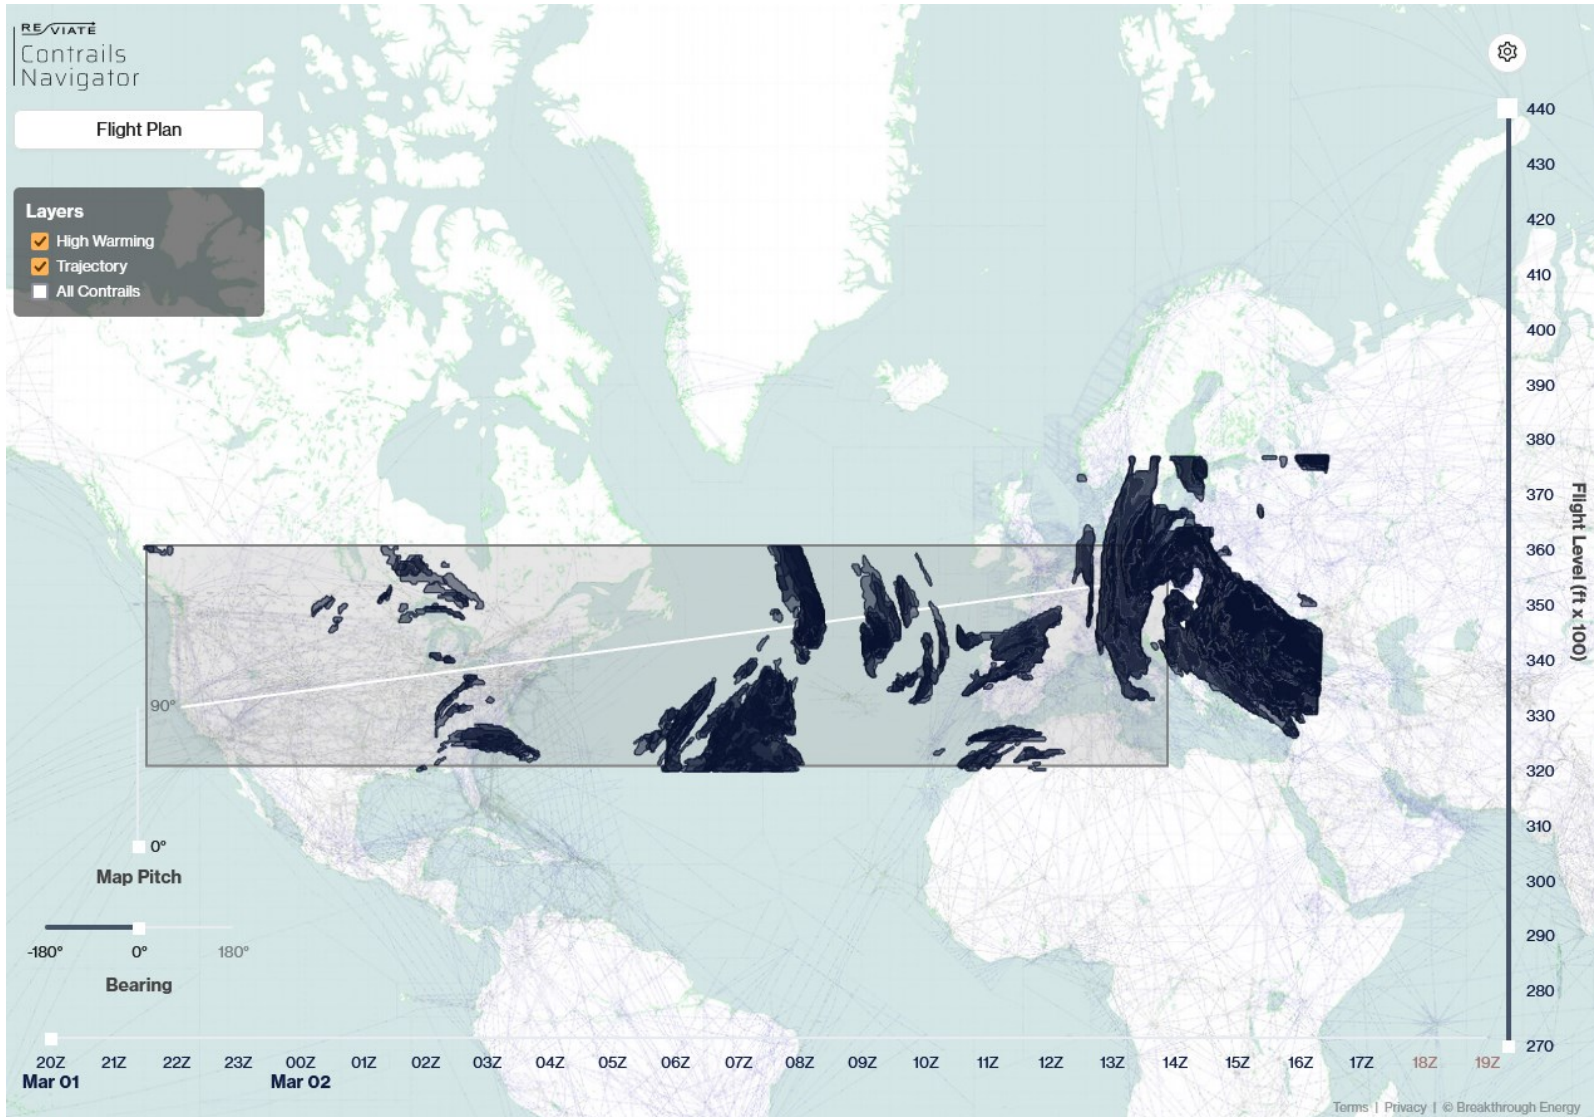 RE/VIATE
Contrails
Navigator
Flight Plan
Layers
High Warming
Trajectory
All Contrails
90°
0°
Map Pitch
-180° 0° 180°
Bearing
440
430
420
410
400
390
380
370
360
350
340
330
320
310
300
290
280
270
Flight Level (ft x 100)
20Z 21Z 22Z 23Z 00Z 01Z 02Z 03Z 04Z 05Z 06Z 07Z 08Z 09Z 10Z 11Z 12Z 13Z 14Z 15Z 16Z 17Z 18Z 19Z
Mar 01 Mar 02
Terms | Privacy | © Breakthrough Energy